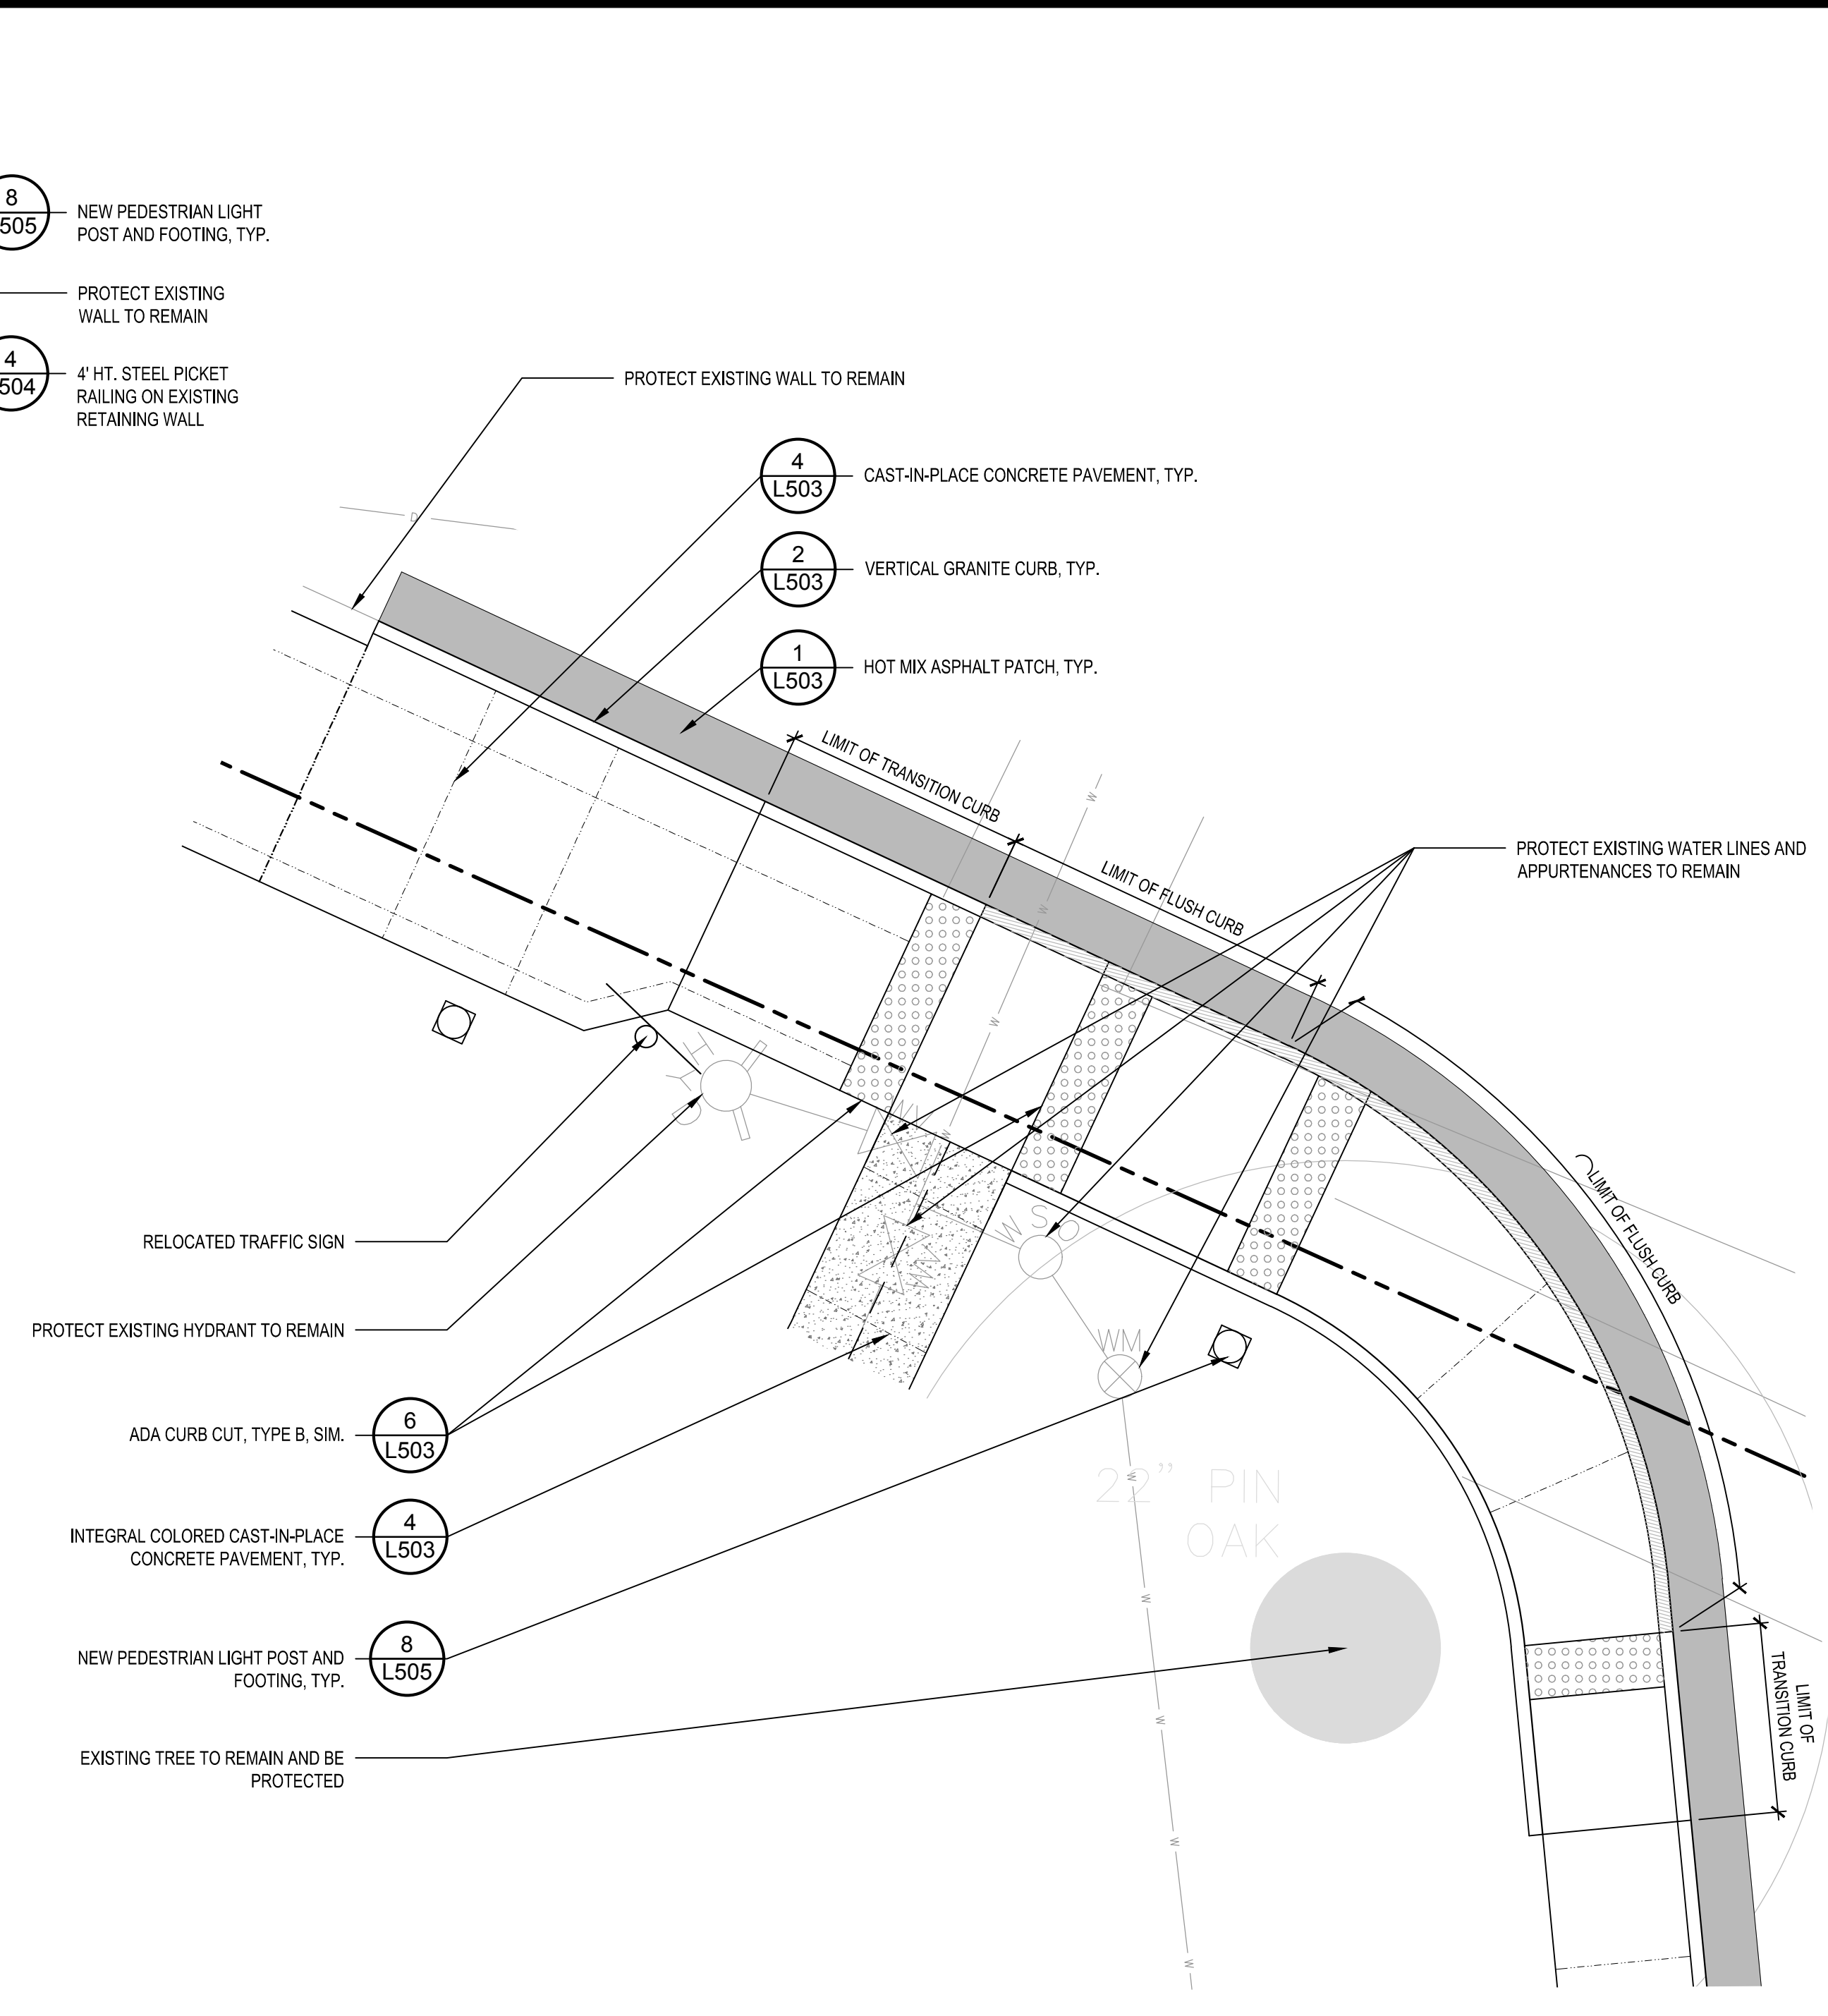 8
505
NEW PEDESTRIAN LIGHT
POST AND FOOTING, TYP.
PROTECT EXISTING
WALL TO REMAIN
4
504
4' HT. STEEL PICKET
RAILING ON EXISTING
RETAINING WALL
PROTECT EXISTING WALL TO REMAIN
4
L503
CAST-IN-PLACE CONCRETE PAVEMENT, TYP.
D
2
L503
VERTICAL GRANITE CURB, TYP.
1
L503
HOT MIX ASPHALT PATCH, TYP.
LIMIT OF TRANSITION CURB
W
LIMIT OF FLUSH CURB
PROTECT EXISTING WATER LINES AND
APPURTENANCES TO REMAIN
W
W
W
HYD
WSO
LIMIT OF FLUSH CURB
RELOCATED TRAFFIC SIGN
PROTECT EXISTING HYDRANT TO REMAIN
WM
ADA CURB CUT, TYPE B, SIM.
6
L503
22" PIN
OAK
W
INTEGRAL COLORED CAST-IN-PLACE
CONCRETE PAVEMENT, TYP.
4
L503
W
NEW PEDESTRIAN LIGHT POST AND
FOOTING, TYP.
8
L505
LIMIT OF
TRANSITION CURB
W
EXISTING TREE TO REMAIN AND BE
PROTECTED
W
W